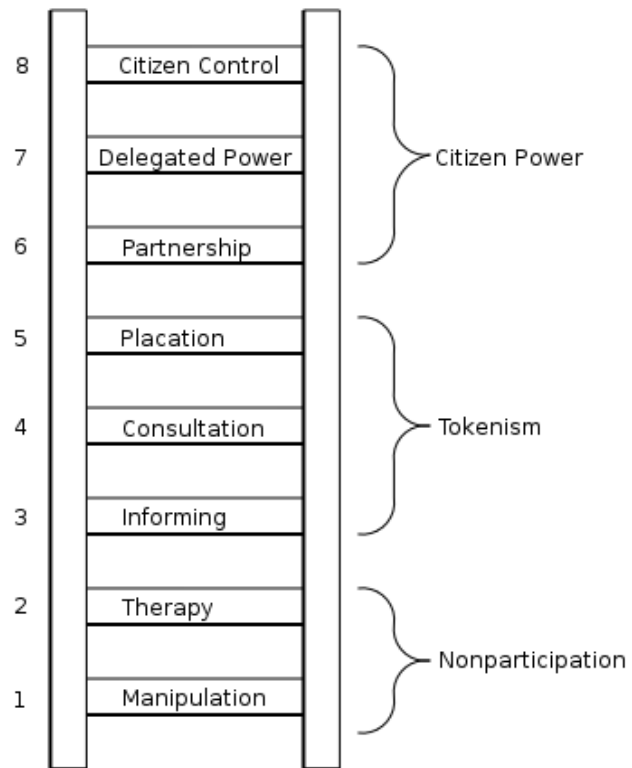 8 Citizen Control
7 Delegated Power
Citizen Power
6 Partnership
5 Placation
4 Consultation
Tokenism
3 Informing
2 Therapy
Nonparticipation
1 Manipulation